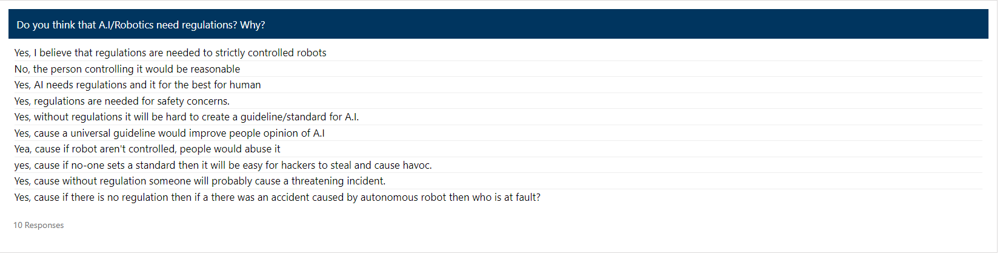 Do you think that A.I/Robotics need regulations? Why?
Yes, I believe that regulations are needed to strictly controlled robots
No, the person controlling it would be reasonable
Yes, AI needs regulations and it for the best for human
Yes, regulations are needed for safety concerns.
Yes, without regulations it will be hard to create a guideline/standard for A.I.
Yes, cause a universal guideline would improve people opinion of A.I
Yea, cause if robot aren't controlled, people would abuse it
yes, cause if no-one sets a standard then it will be easy for hackers to steal and cause havoc.
Yes, cause without regulation someone will probably cause a threatening incident.
Yes, cause if there is no regulation then if a there was an accident caused by autonomous robot then who is at fault?
10 Responses